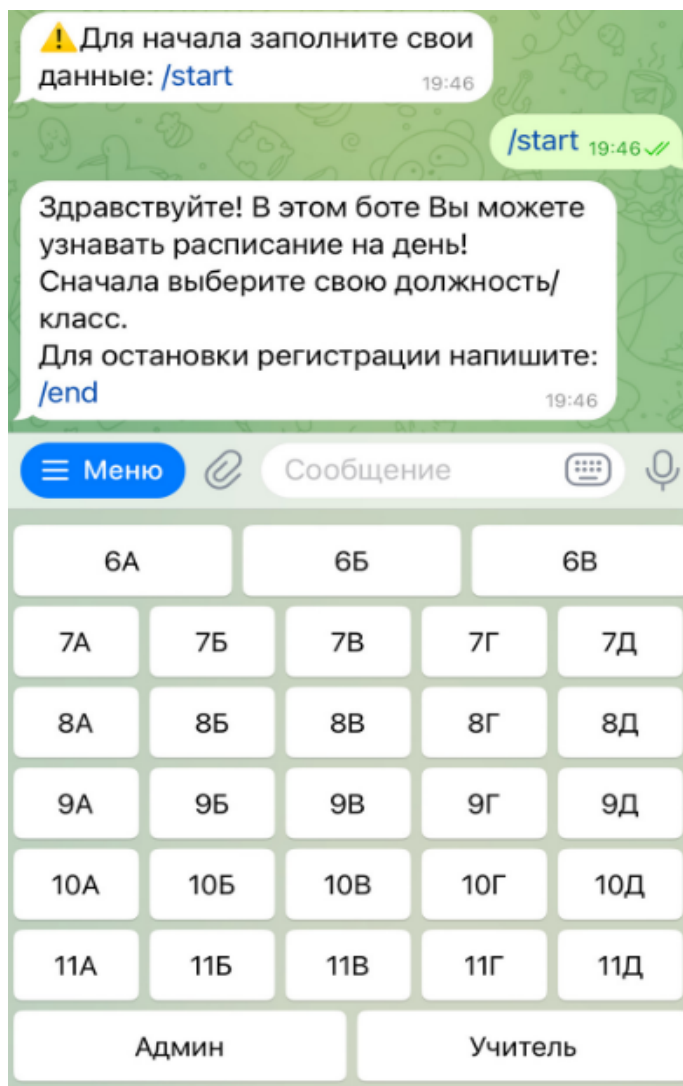 ⚠️Для начала заполните свои
данные: /start 19:46
/start 19:46
Здравствуйте! В этом боте Вы можете
узнавать расписание на день!
Сначала выберите свою должность/
класс.
Для остановки регистрации напишите:
/end 19:46
Меню Сообщение
6А 6Б 6В
7А 7Б 7В 7Г 7Д
8А 8Б 8В 8Г 8Д
9А 9Б 9В 9Г 9Д
10А 10Б 10В 10Г 10Д
11А 11Б 11В 11Г 11Д
Админ Учитель